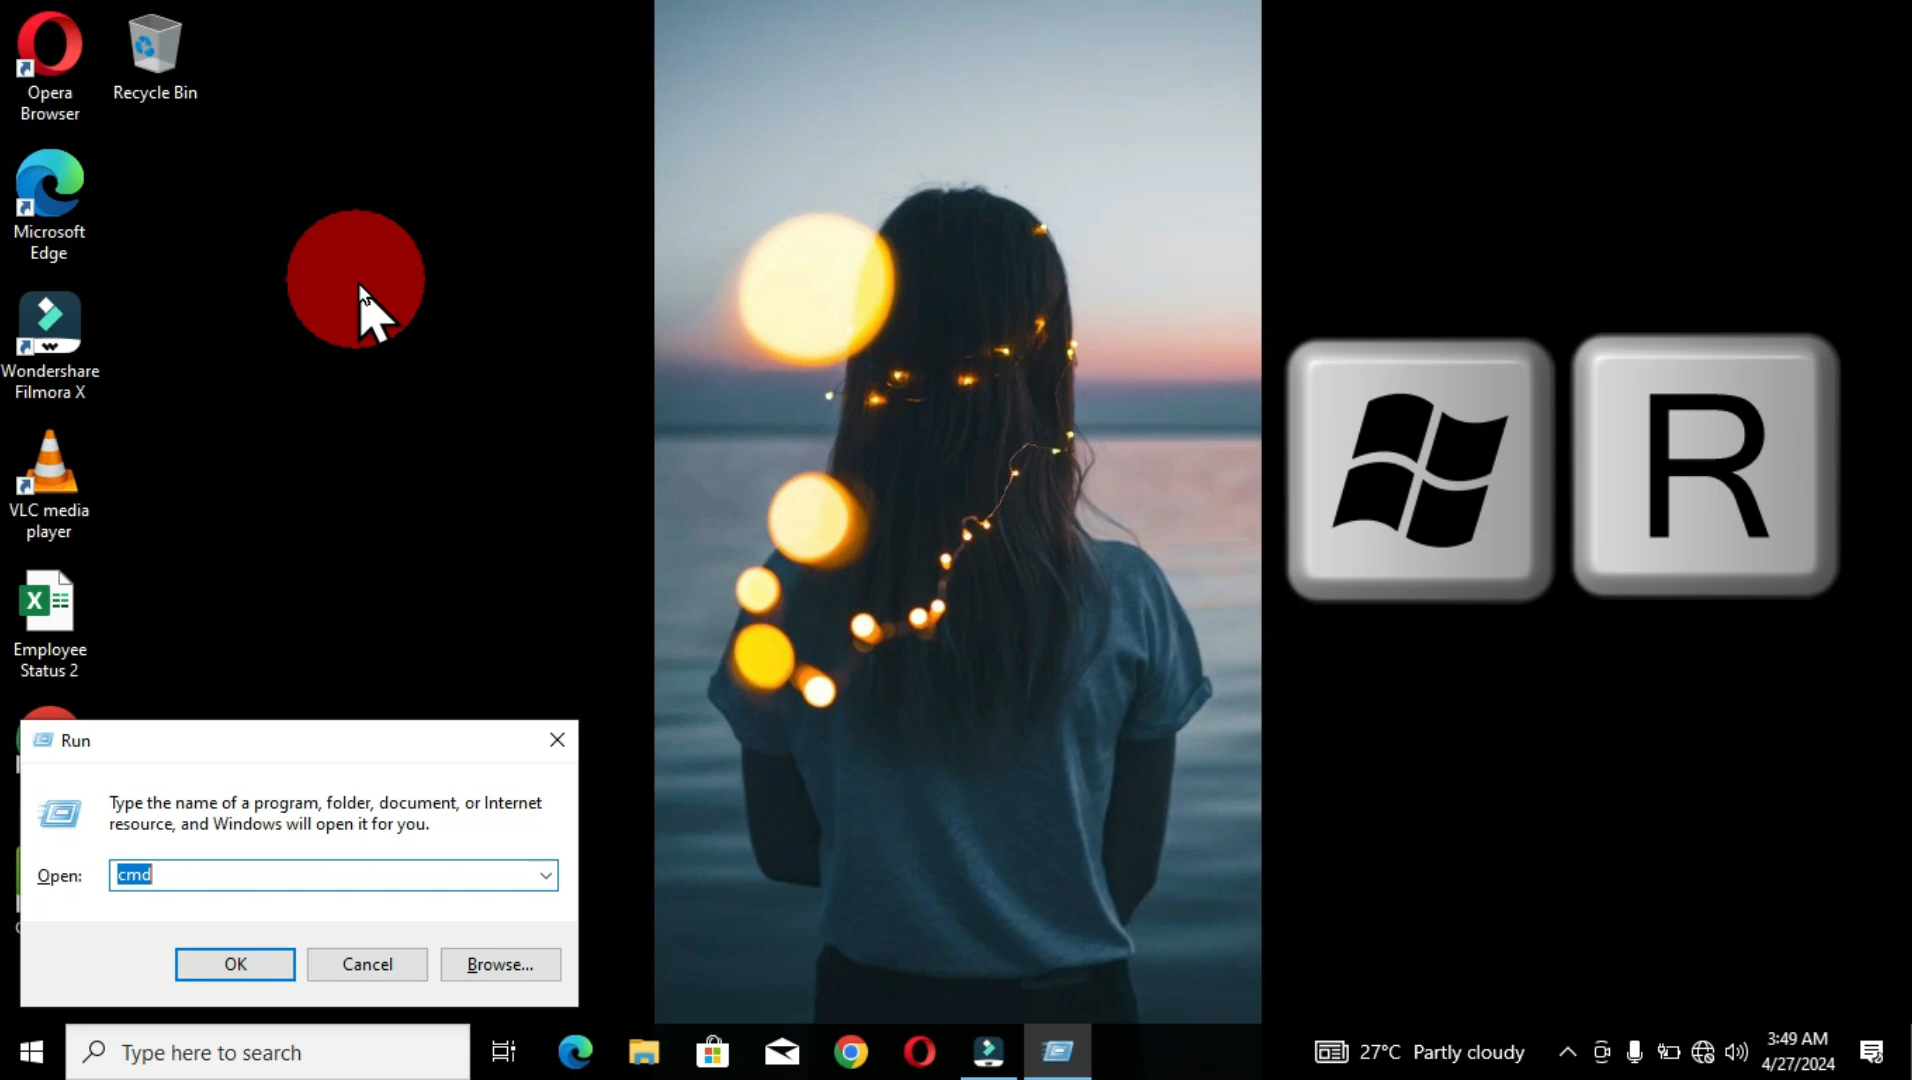 Opera
Browser
Recycle Bin
Microsoft
Edge
Wondershare
Filmora X
VLC media
player
Employee
Status 2
R
Run
Type the name of a program, folder, document, or Internet
resource, and Windows will open it for you.
Open:
cmd
OK
Cancel
Browse...
Type here to search
27°C Partly cloudy
3:49 AM
4/27/2024